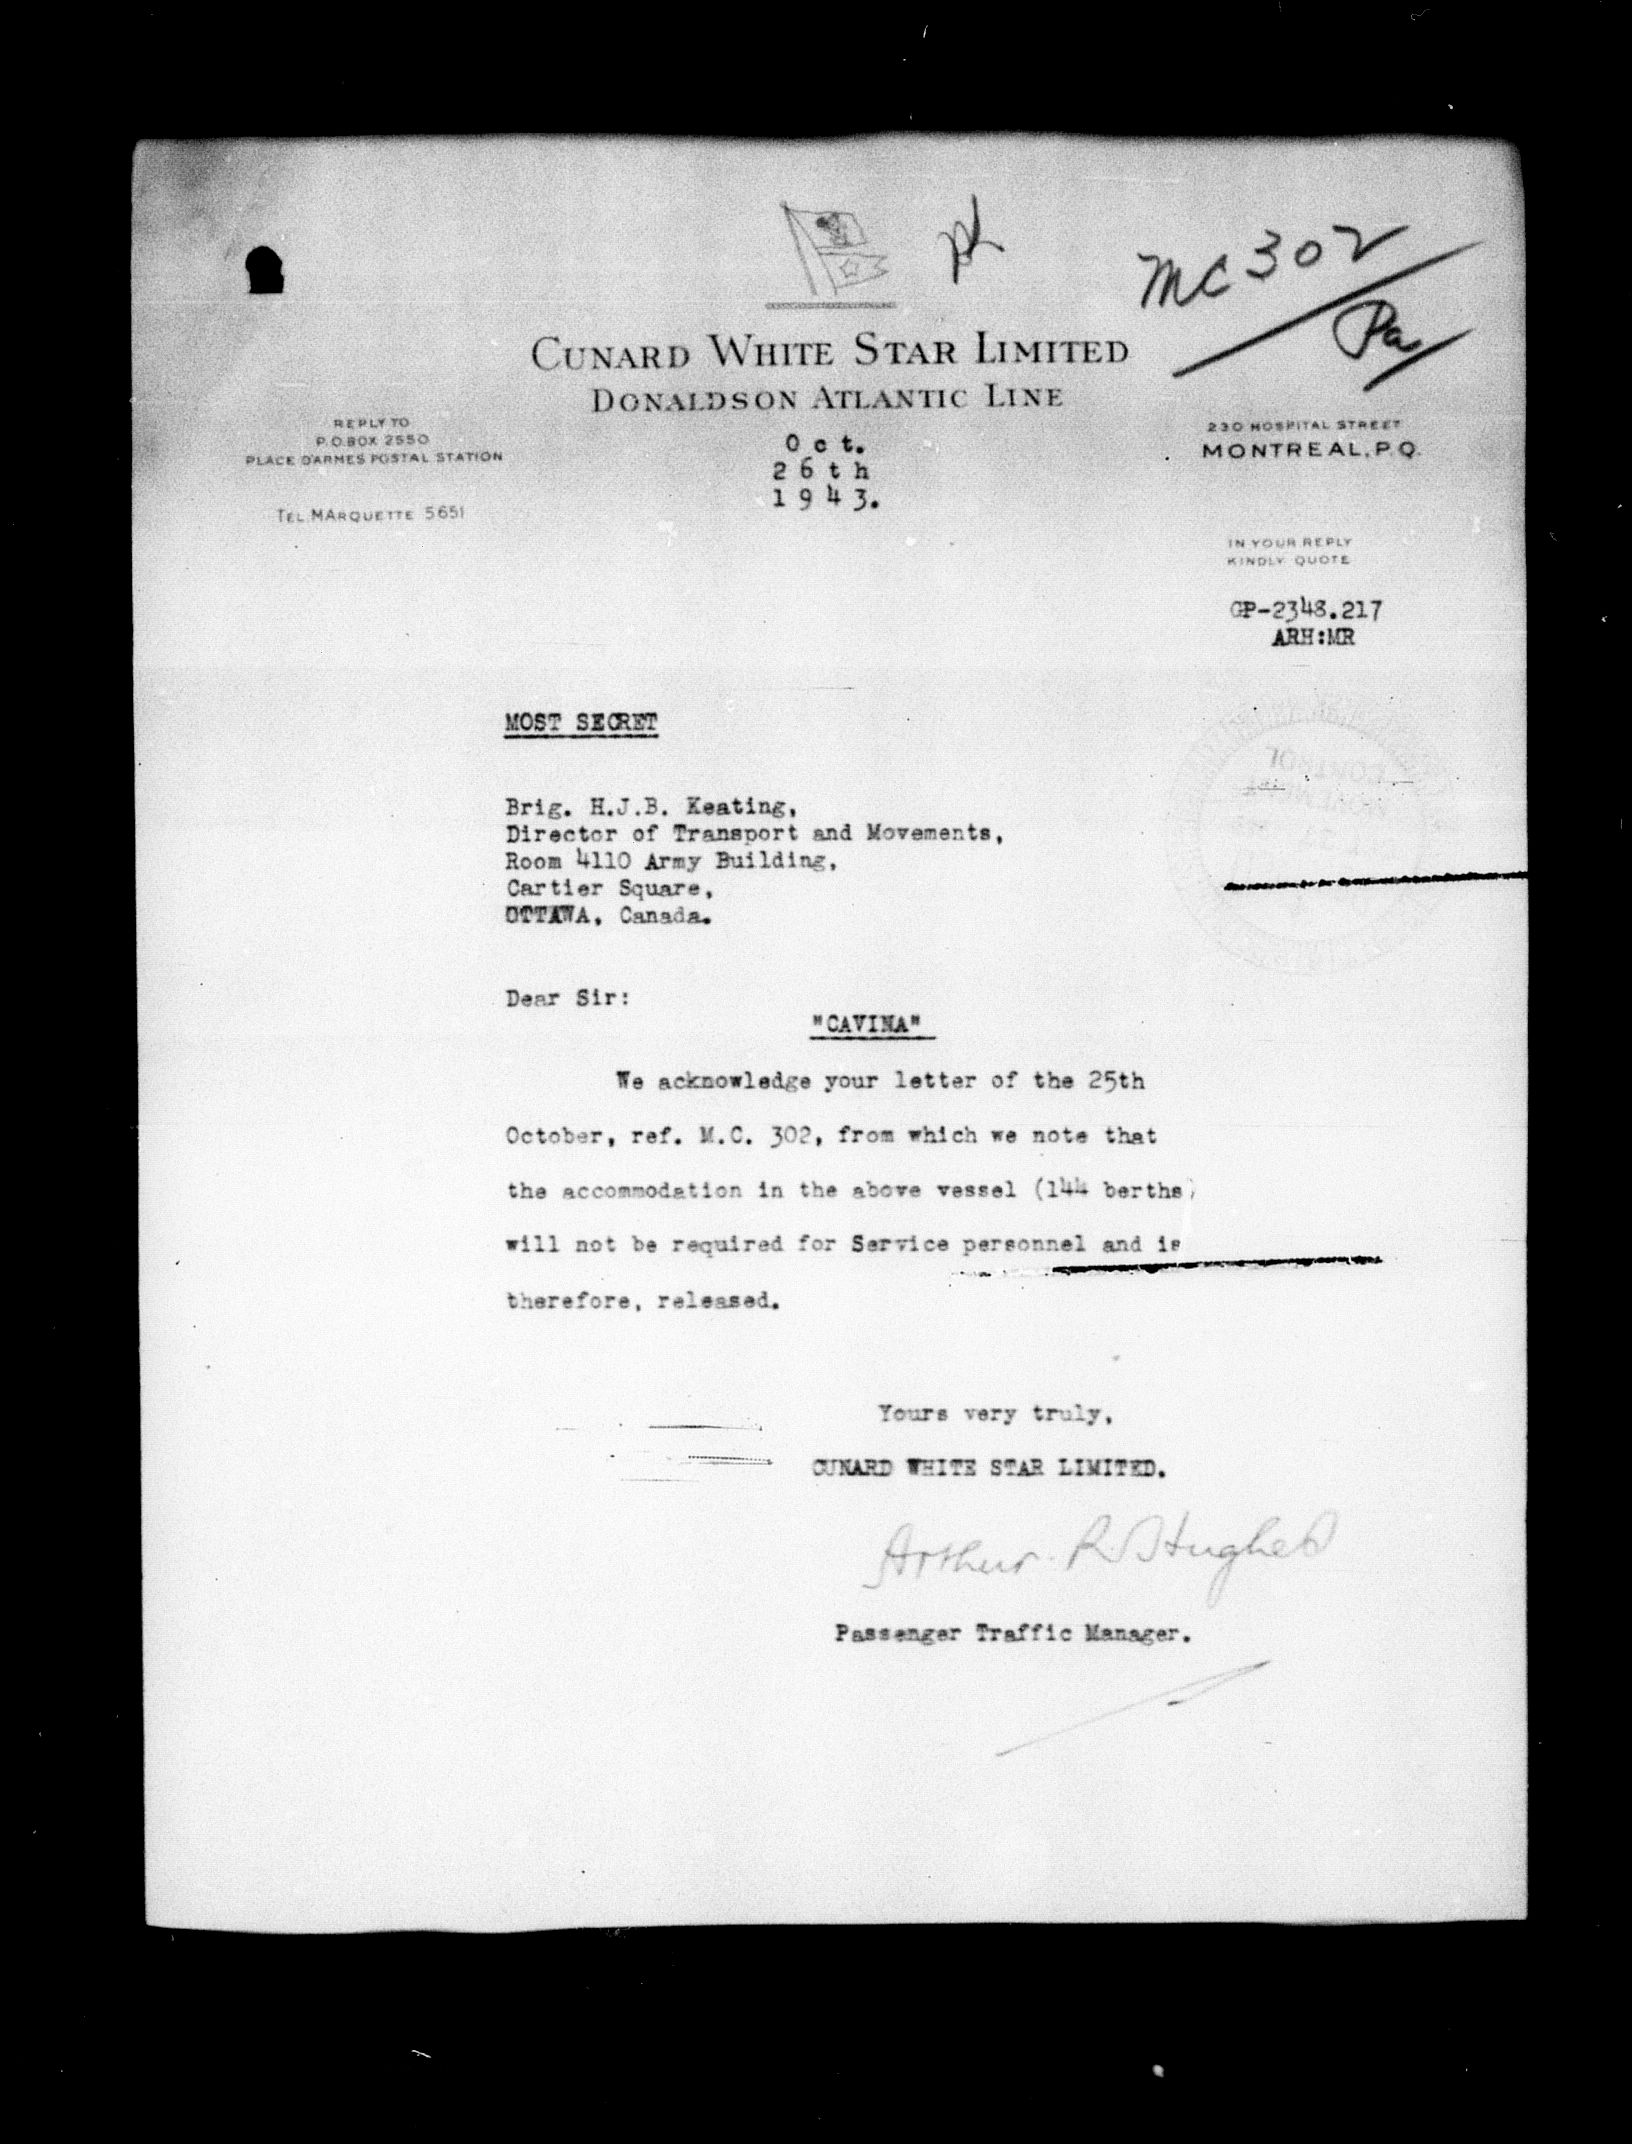 MC 302
Pa
CUNARD WHITE STAR LIMITED
DONALDSON ATLANTIC LINE
REPLY TO
P.O.BOX 2550
PLACE D'ARMES POSTAL STATION
TEL. MARQUETTE 5651
Oct.
26th
1943.
230 HOSPITAL STREET
MONTREAL, P.Q.
IN YOUR REPLY
KINDLY QUOTE
GP-2348.217
ARH:MR
MOST SECRET
Brig. H.J.B. Keating,
Director of Transport and Movements,
Room 4110 Army Building,
Cartier Square,
OTTAWA, Canada.
CONTROL
Dear Sir:
"CAVINA"
We acknowledge your letter of the 25th
October, ref. M.C. 302, from which we note that
the accommodation in the above vessel (144 berths)
will not be required for Service personnel and is
therefore, released.
Yours very truly,
CUNARD WHITE STAR LIMITED.
Arthur R. Hughes
Passenger Traffic Manager.